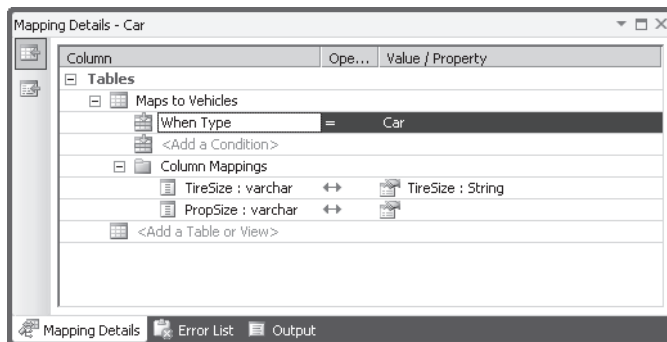 Mapping Details - Car
Column Ope... Value / Property
Tables
Maps to Vehicles
When Type = Car
<Add a Condition>
Column Mappings
TireSize : varchar ↔ TireSize : String
PropSize : varchar ↔
<Add a Table or View>
Mapping Details Error List Output